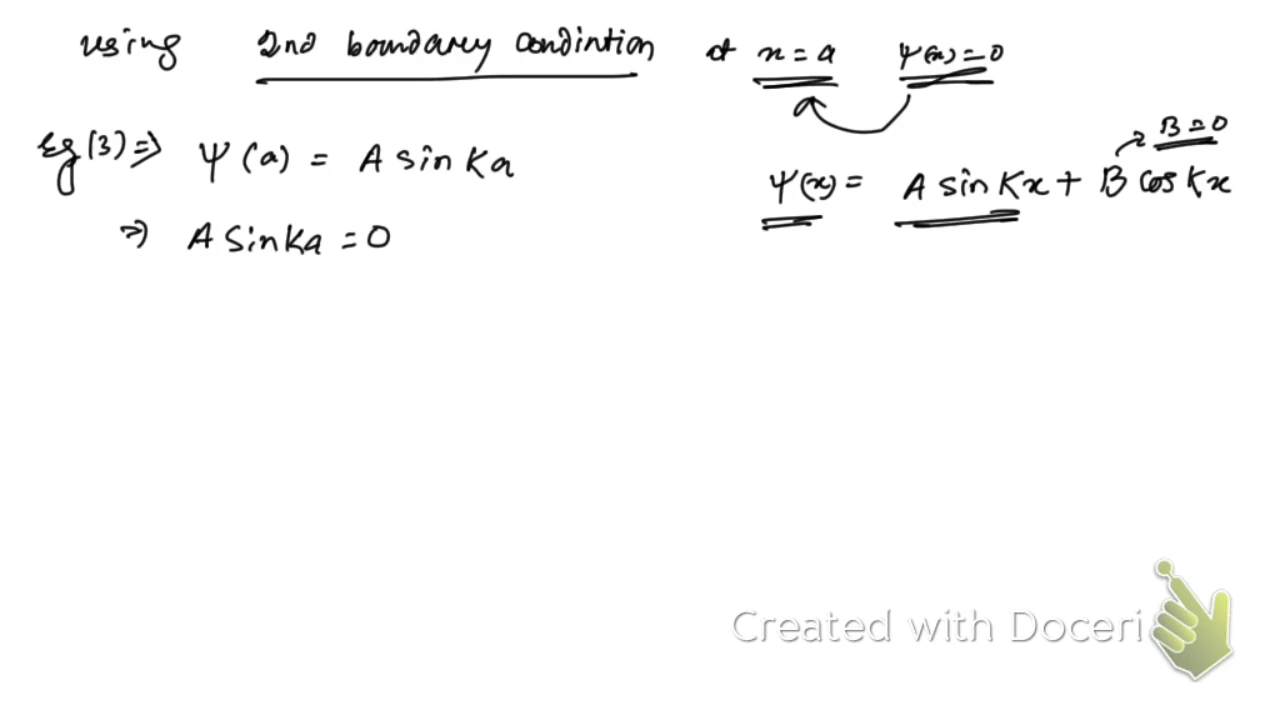 using 2nd boundary condintion at x = a ψ(x) = 0
Eq (3) ⇒ ψ (a) = A sin Ka
B = 0
ψ(x) = A sin Kx + B cos Kx
⇒ A sin Ka = 0
Created with Doceri